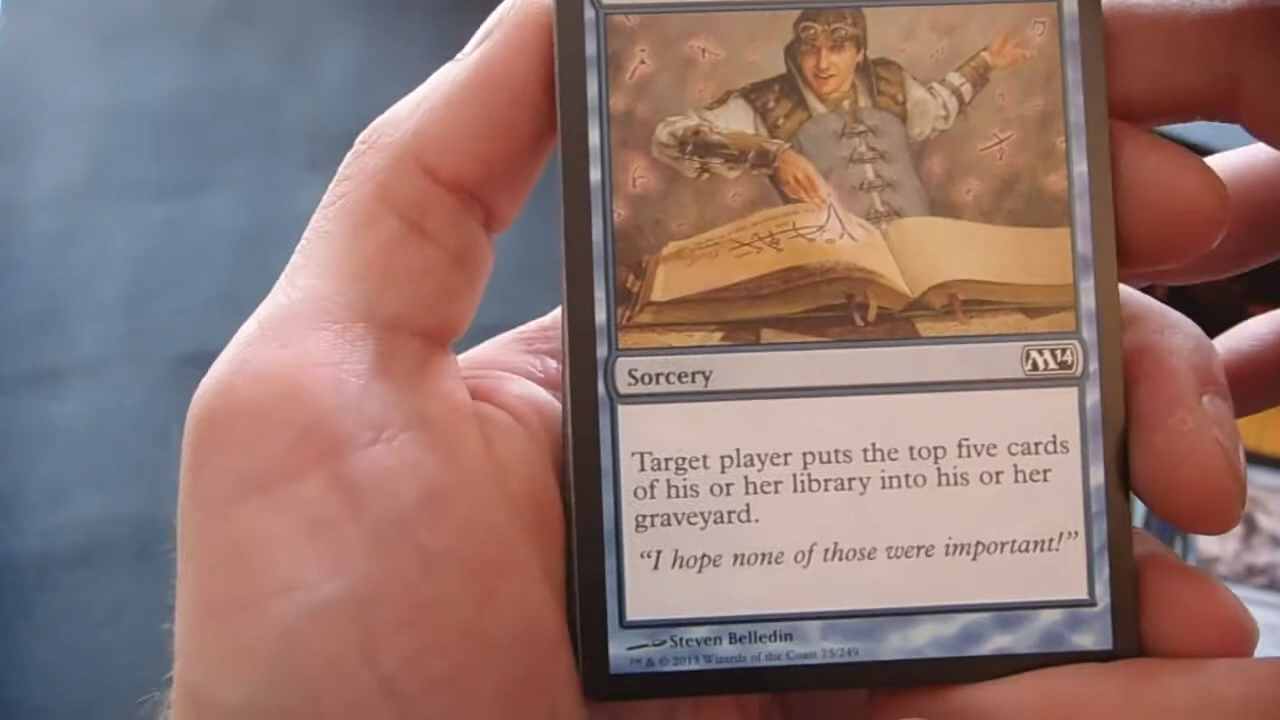 Sorcery
M14
Target player puts the top five cards
of his or her library into his or her
graveyard.
“I hope none of those were important!”
Steven Belledin
™ & © 2013 Wizards of the Coast 75/249